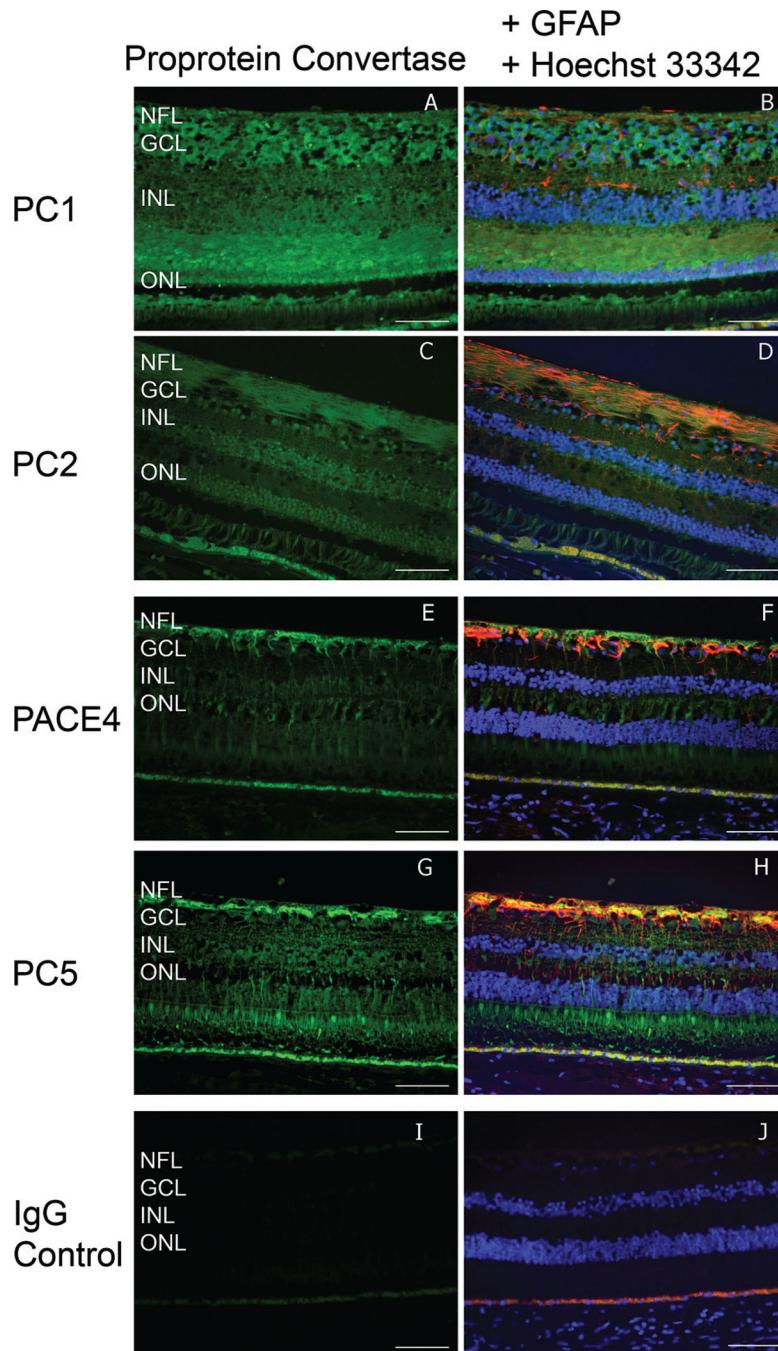 Proprotein Convertase
+ GFAP
+ Hoechst 33342
PC1
A
NFL
GCL
INL
ONL
B
PC2
C
NFL
GCL
INL
ONL
D
PACE4
E
NFL
GCL
INL
ONL
F
PC5
G
NFL
GCL
INL
ONL
H
IgG
Control
I
NFL
GCL
INL
ONL
J